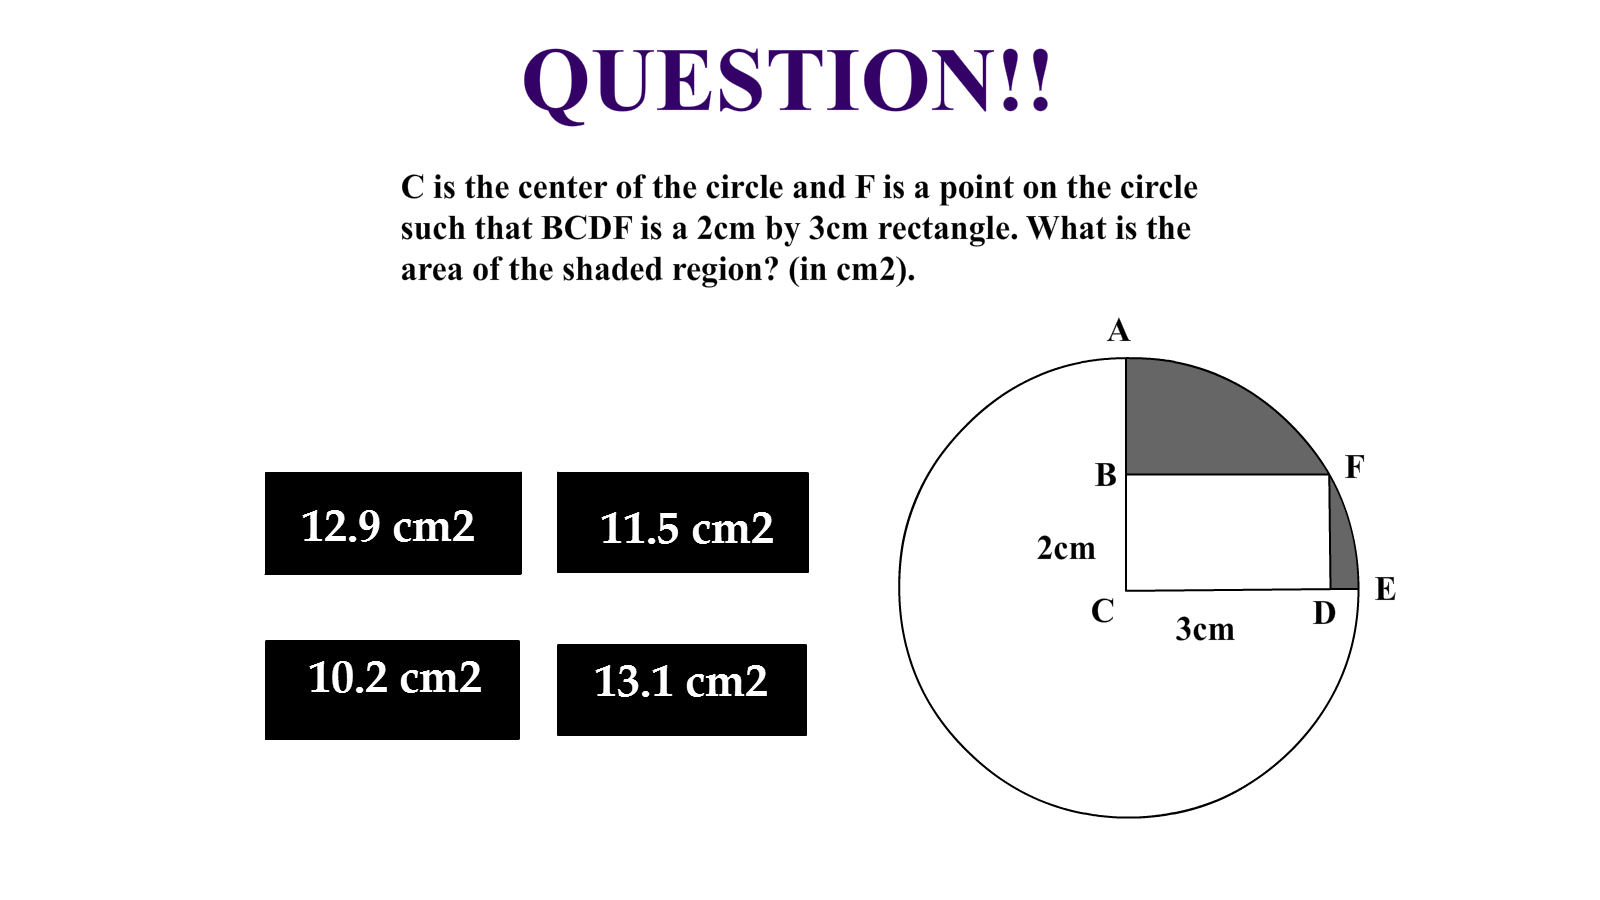 QUESTION!!
C is the center of the circle and F is a point on the circle
such that BCDF is a 2cm by 3cm rectangle. What is the
area of the shaded region? (in cm2).
A
B
F
2cm
C
D
E
3cm
12.9 cm2
11.5 cm2
10.2 cm2
13.1 cm2